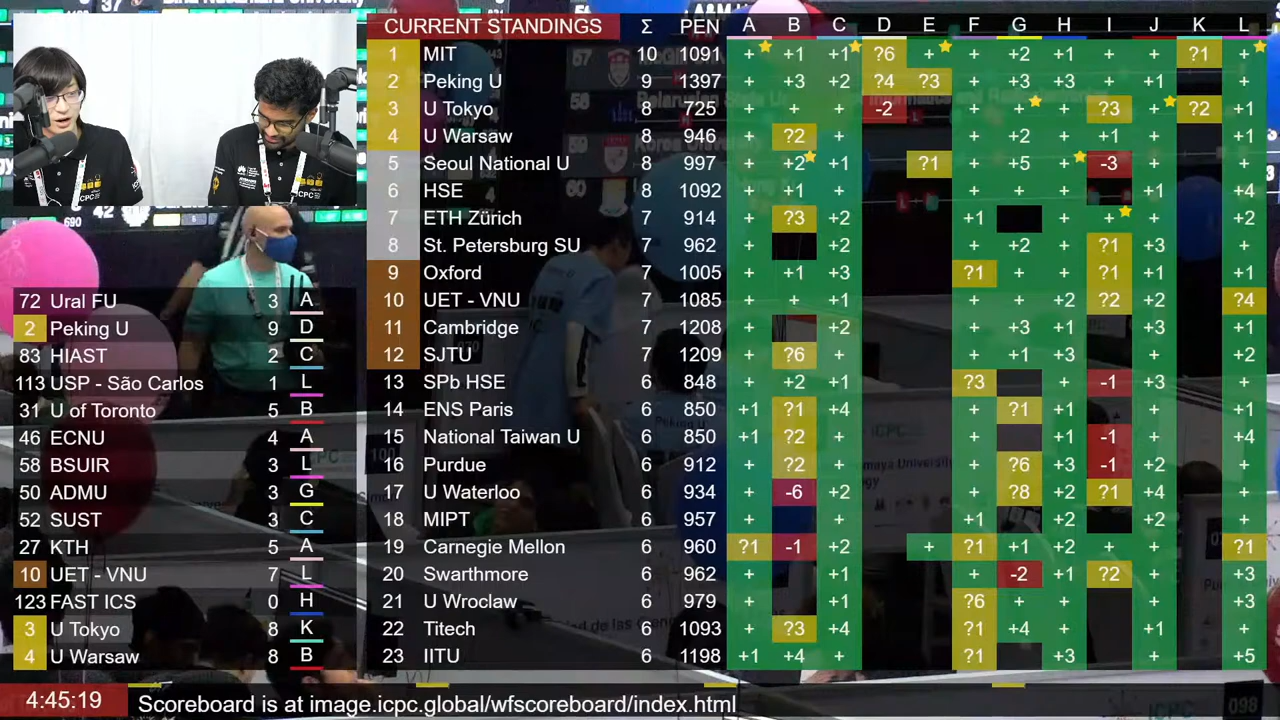 CURRENT STANDINGS Σ PEN A B C D E F G H I J K L
1 MIT 10 1091 + +1 +1 ?6 + + +2 +1 + + ?1 +
2 Peking U 9 1397 + +3 +2 ?4 ?3 + +3 +3 + +1 +
3 U Tokyo 8 725 + + + -2 + + + ?3 + ?2 +1
4 U Warsaw 8 946 + ?2 + + +2 + +1 + +1
5 Seoul National U 8 997 + +2 +1 ?1 + +5 + -3 + +
6 HSE 8 1092 + +1 + + + + +1 +4
7 ETH Zürich 7 914 + ?3 +2 +1 + + + +2
8 St. Petersburg SU 7 962 + +2 + +2 + ?1 +3 +
9 Oxford 7 1005 + +1 +3 ?1 + + ?1 + +1
10 UET - VNU 7 1085 + + +1 + + +2 ?2 +2 ?4
11 Cambridge 7 1208 + +2 + +3 +1 +3 +1
12 SJTU 7 1209 + ?6 + + +1 +3 + +2
13 SPb HSE 6 848 + +2 +1 ?3 + -1 +3 +
14 ENS Paris 6 850 +1 ?1 +4 + ?1 +1 + +1
15 National Taiwan U 6 850 +1 ?2 + + +1 -1 + +4
16 Purdue 6 912 + ?2 + + ?6 +3 -1 +2 +
17 U Waterloo 6 934 + -6 +2 + ?8 +2 ?1 +4 +
18 MIPT 6 957 + + +1 +2 +2 +
19 Carnegie Mellon 6 960 ?1 -1 +2 + ?1 +1 +2 + + ?1
20 Swarthmore 6 962 + +1 + -2 +1 ?2 + +3
21 U Wroclaw 6 979 + +1 ?6 + + + +3
22 Titech 6 1093 + ?3 +4 ?1 +4 + +1 +
23 IITU 6 1198 +1 +4 + ?1 +3 + +5
72 Ural FU 3 A
2 Peking U 9 D
83 HIAST 2 C
113 USP - São Carlos 1 L
31 U of Toronto 5 B
46 ECNU 4 A
58 BSUIR 3 L
50 ADMU 3 G
52 SUST 3 C
27 KTH 5 A
10 UET - VNU 7 L
123 FAST ICS 0 H
3 U Tokyo 8 K
4 U Warsaw 8 B
4:45:19 Scoreboard is at image.icpc.global/wfscoreboard/index.html